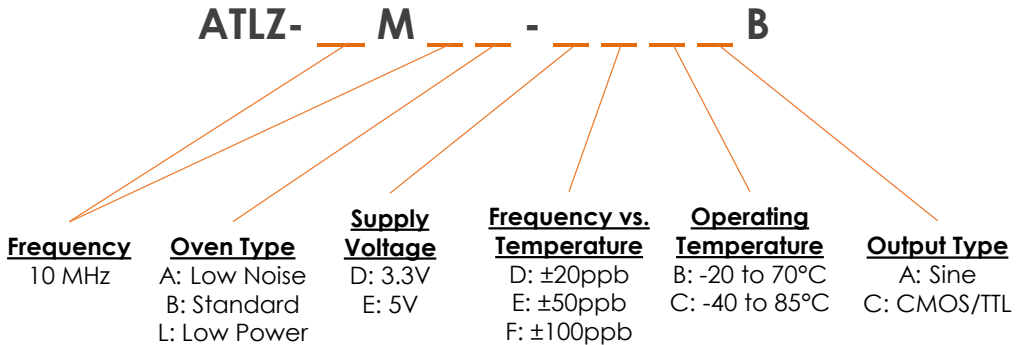 ATLZ- __ M __ __ - __ __ __ __ B
Frequency
10 MHz
Oven Type
A: Low Noise
B: Standard
L: Low Power
Supply
Voltage
D: 3.3V
E: 5V
Frequency vs.
Temperature
D: ±20ppb
E: ±50ppb
F: ±100ppb
Operating
Temperature
B: -20 to 70°C
C: -40 to 85°C
Output Type
A: Sine
C: CMOS/TTL